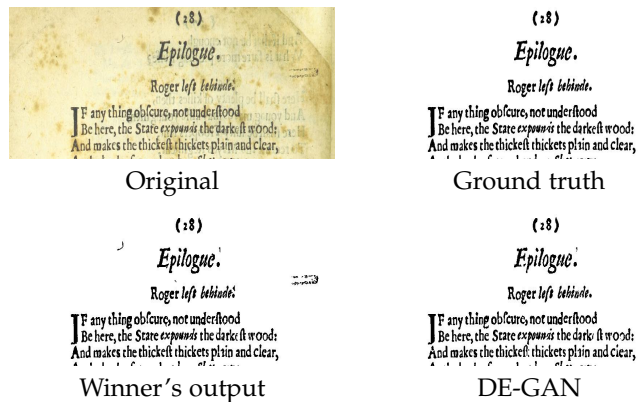 (28)
Epilogue.
Roger left behinde.
IF any thing obſcure, not underſtood
Be here, the Stare expounds the darkeſt wood:
And makes the thickeſt thickets plain and clear,
Original
(28)
Epilogue.
Roger left behinde.
IF any thing obſcure, not underſtood
Be here, the Stare expounds the darkeſt wood:
And makes the thickeſt thickets plain and clear,
Ground truth
(28)
Epilogue.
Roger left behinde.
IF any thing obſcure, not underſtood
Be here, the Stare expounds the darkeſt wood:
And makes the thickeſt thickets plain and clear,
Winner's output
(28)
Epilogue.
Roger left behinde.
IF any thing obſcure, not underſtood
Be here, the Stare expounds the darkeſt wood:
And makes the thickeſt thickets plain and clear,
DE-GAN